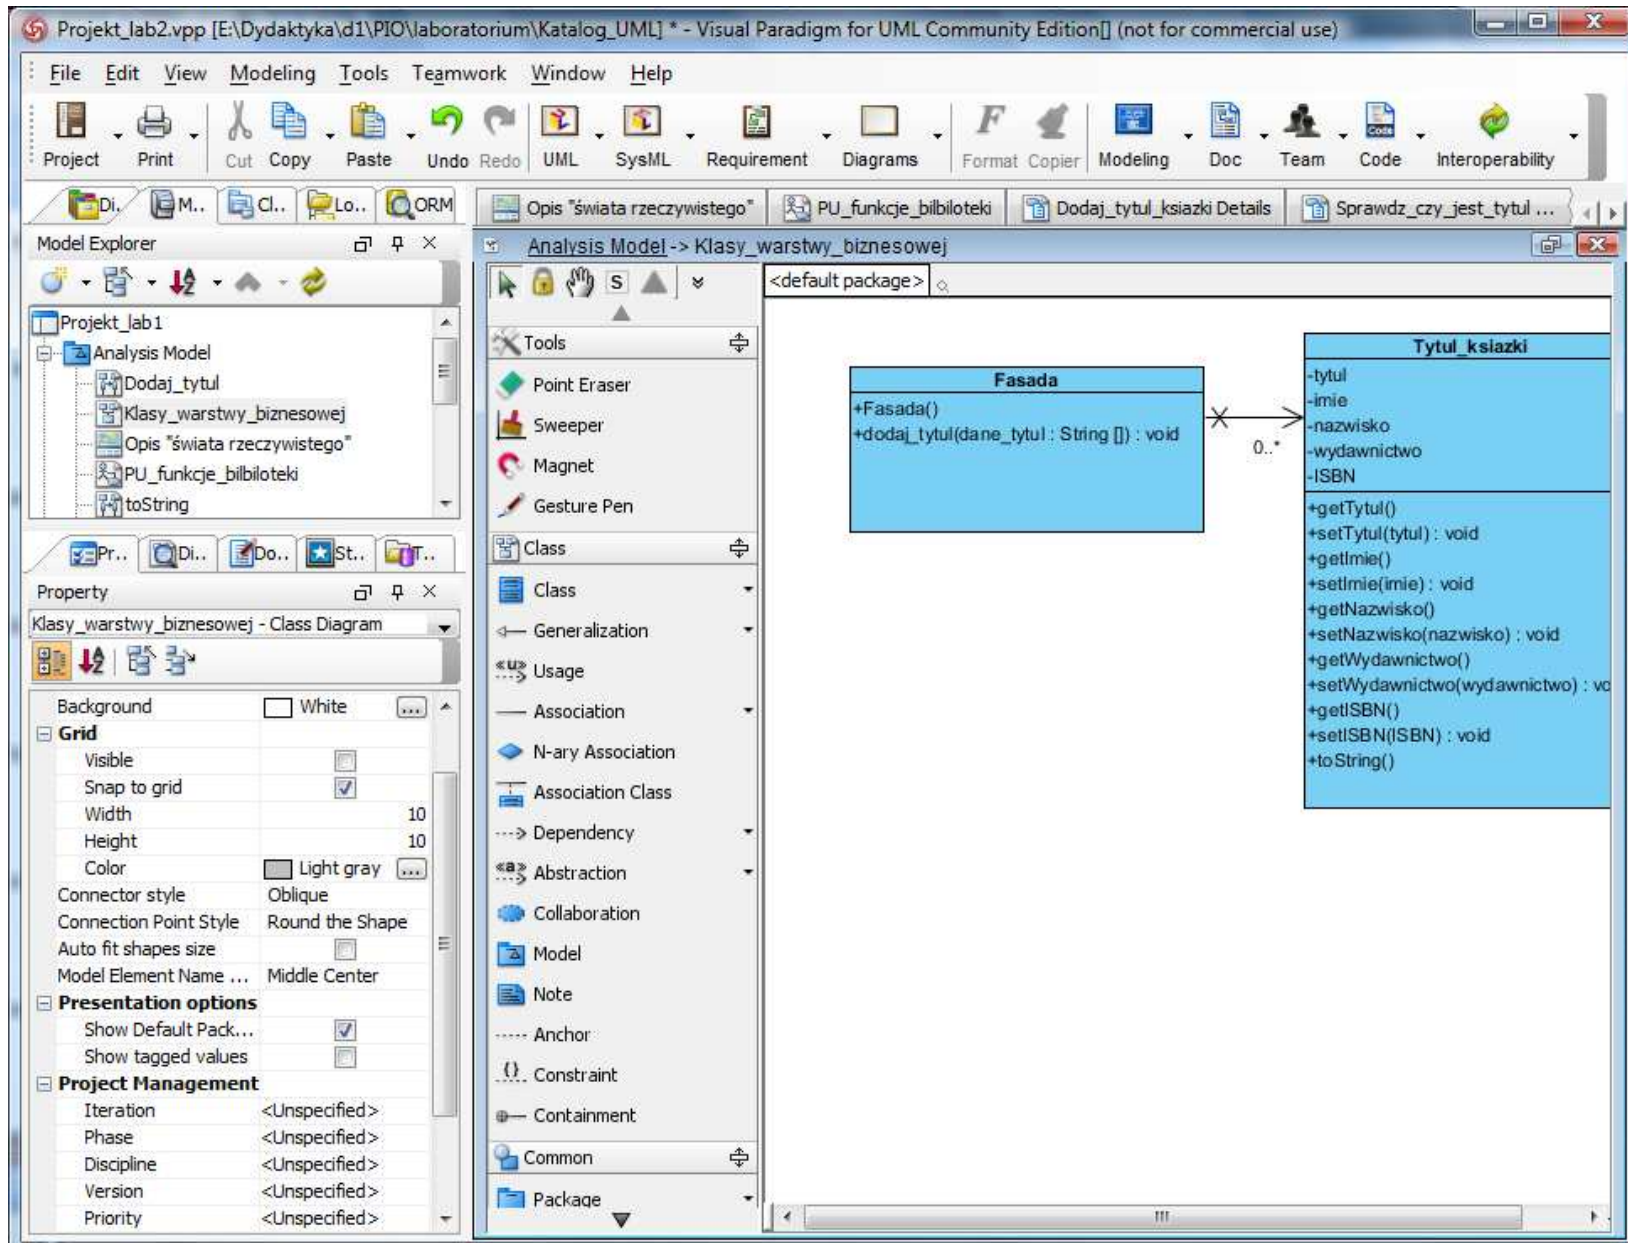 Projekt_lab2.vpp [E:\Dydaktyka\d1\PIO\laboratorium\Katalog_UML] * - Visual Paradigm for UML Community Edition[] (not for commercial use)
File Edit View Modeling Tools Teamwork Window Help
Project Print Cut Copy Paste Undo Redo UML SysML Requirement Diagrams Format Copier Modeling Doc Team Code Interoperability
Di. M.. Cl.. Lo.. ORM
Opis "świata rzeczywistego" PU_funkcje_bilbiloteki Dodaj_tytul_ksiazki Details Sprawdz_czy_jest_tytul ...
Model Explorer
Projekt_lab1
Analysis Model
Dodaj_tytul
Klasy_warstwy_biznesowej
Opis "świata rzeczywistego"
PU_funkcje_bilbiloteki
toString
Pr.. Di.. Do.. St.. T..
Property
Klasy_warstwy_biznesowej - Class Diagram
Background White ...
Grid
Visible
Snap to grid
Width 10
Height 10
Color Light gray ...
Connector style Oblique
Connection Point Style Round the Shape
Auto fit shapes size
Model Element Name ... Middle Center
Presentation options
Show Default Pack...
Show tagged values
Project Management
Iteration <Unspecified>
Phase <Unspecified>
Discipline <Unspecified>
Version <Unspecified>
Priority <Unspecified>
Analysis Model -> Klasy_warstwy_biznesowej
S
Tools
Point Eraser
Sweeper
Magnet
Gesture Pen
Class
Class
Generalization
«u» Usage
Association
N-ary Association
Association Class
Dependency
«a» Abstraction
Collaboration
Model
Note
Anchor
{} Constraint
Containment
Common
Package
<default package>
Fasada
+Fasada()
+dodaj_tytul(dane_tytul : String []) : void
0..*
Tytul_ksiazki
-tytul
-imie
-nazwisko
-wydawnictwo
-ISBN
+getTytul()
+setTytul(tytul) : void
+getImie()
+setImie(imie) : void
+getNazwisko()
+setNazwisko(nazwisko) : void
+getWydawnictwo()
+setWydawnictwo(wydawnictwo) : vo
+getISBN()
+setISBN(ISBN) : void
+toString()